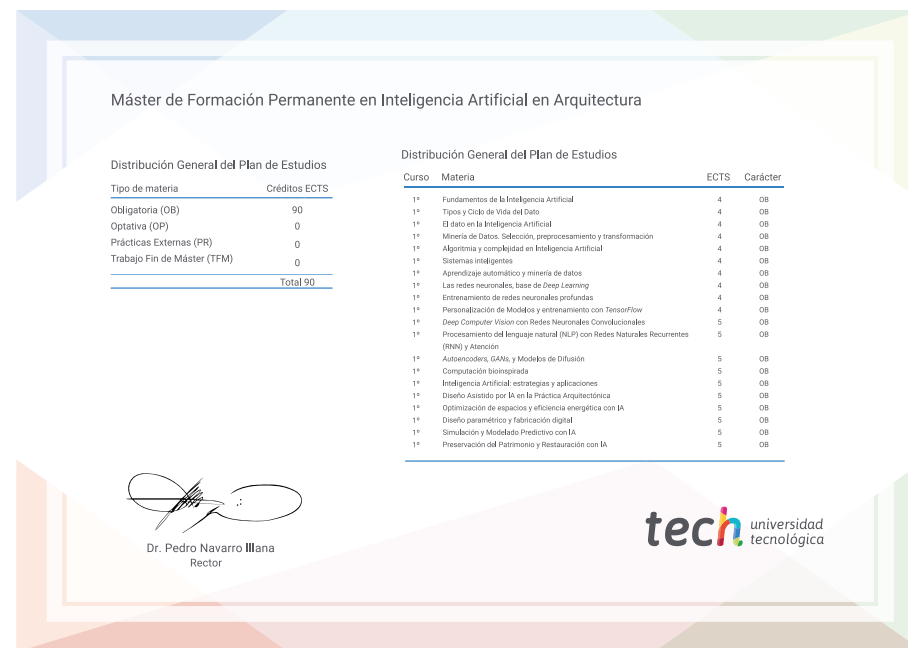 Máster de Formación Permanente en Inteligencia Artificial en Arquitectura
Distribución General del Plan de Estudios
Tipo de materia Créditos ECTS
Obligatoria (OB) 90
Optativa (OP) 0
Prácticas Externas (PR) 0
Trabajo Fin de Máster (TFM) 0
Total 90
Distribución General del Plan de Estudios
Curso Materia ECTS Carácter
1º Fundamentos de la Inteligencia Artificial 4 OB
1º Tipos y Ciclo de Vida del Dato 4 OB
1º El dato en la Inteligencia Artificial 4 OB
1º Minería de Datos. Selección, preprocesamiento y transformación 4 OB
1º Algoritmia y complejidad en Inteligencia Artificial 4 OB
1º Sistemas inteligentes 4 OB
1º Aprendizaje automático y minería de datos 4 OB
1º Las redes neuronales, base de Deep Learning 4 OB
1º Entrenamiento de redes neuronales profundas 4 OB
1º Personalización de Modelos y entrenamiento con TensorFlow 4 OB
1º Deep Computer Vision con Redes Neuronales Convolucionales 5 OB
1º Procesamiento del lenguaje natural (NLP) con Redes Naturales Recurrentes 5 OB
(RNN) y Atención
1º Autoencoders, GANs, y Modelos de Difusión 5 OB
1º Computación bioinspirada 5 OB
1º Inteligencia Artificial: estrategias y aplicaciones 5 OB
1º Diseño Asistido por IA en la Práctica Arquitectónica 5 OB
1º Optimización de espacios y eficiencia energética con IA 5 OB
1º Diseño paramétrico y fabricación digital 5 OB
1º Simulación y Modelado Predictivo con IA 5 OB
1º Preservación del Patrimonio y Restauración con IA 5 OB
Dr. Pedro Navarro Illana
Rector
tech universidad
tecnológica